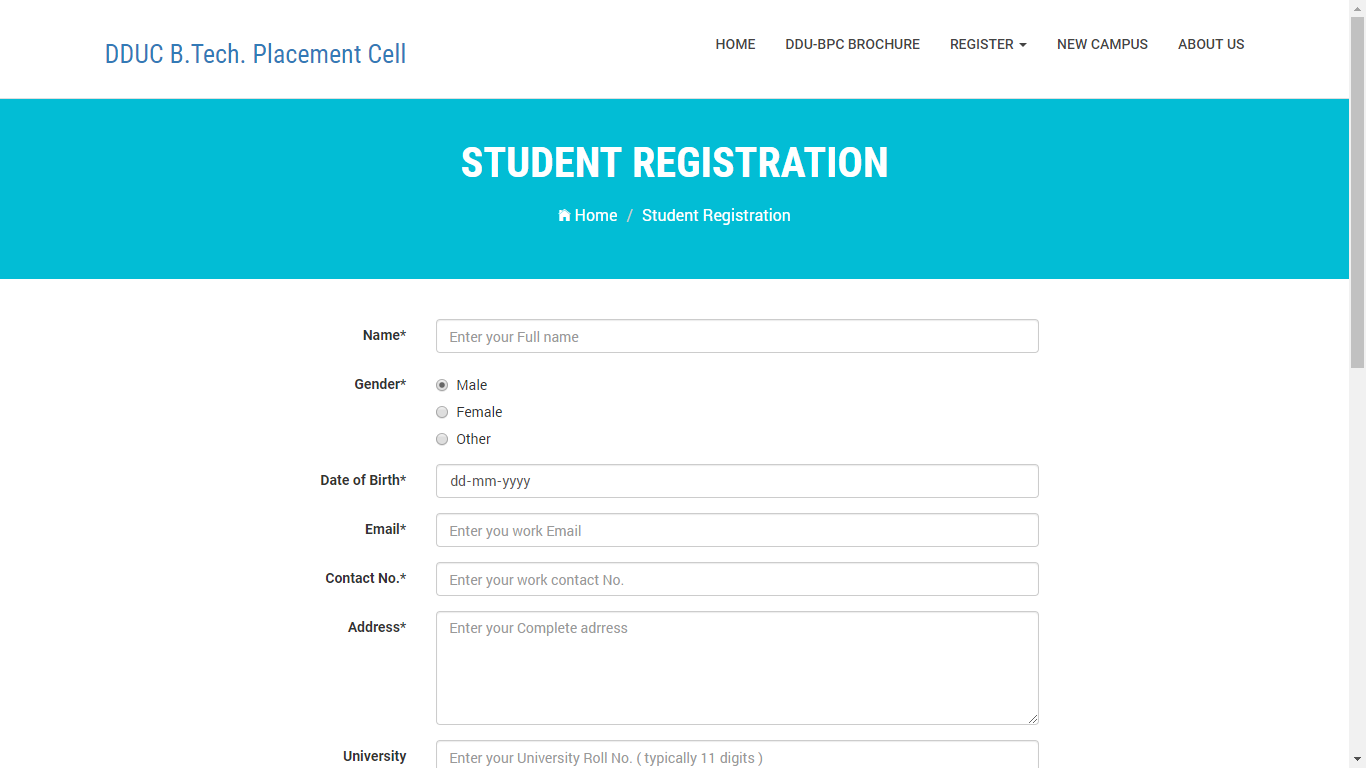 DDUC B.Tech. Placement Cell
HOME DDU-BPC BROCHURE REGISTER NEW CAMPUS ABOUT US
STUDENT REGISTRATION
Home / Student Registration
Name* Enter your Full name
Gender* Male
Female
Other
Date of Birth* dd-mm-yyyy
Email* Enter you work Email
Contact No.* Enter your work contact No.
Address* Enter your Complete adrress
University Enter your University Roll No. ( typically 11 digits )